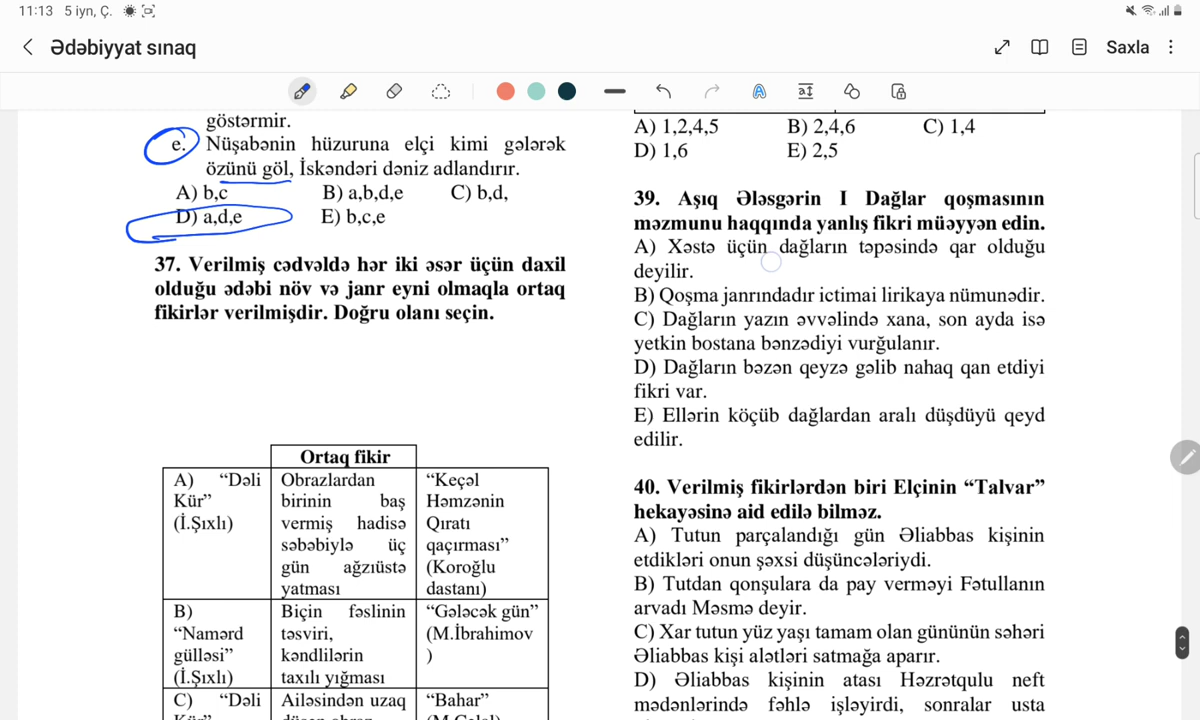 11:13 5 iyn, Ç.
Ədəbiyyat sınaq
Saxla
göstərmir.
e. Nüşabənin hüzuruna elçi kimi gələrək
özünü göl, İskəndəri dəniz adlandırır.
A) b,c B) a,b,d,e C) b,d,
D) a,d,e E) b,c,e
37. Verilmiş cədvəldə hər iki əsər üçün daxil
olduğu ədəbi növ və janr eyni olmaqla ortaq
fikirlər verilmişdir. Doğru olanı seçin.
Ortaq fikir
A) “Dəli
Kür”
(İ.Şıxlı)
Obrazlardan
birinin baş
vermiş hadisə
səbəbiylə üç
gün ağzıüstə
yatması
“Keçəl
Həmzənin
Qıratı
qaçırması”
(Koroğlu
dastanı)
B)
“Namərd
gülləsi”
(İ.Şıxlı)
Biçin fəslinin
təsviri,
kəndlilərin
taxılı yığması
“Gələcək gün”
(M.İbrahimov
)
C) “Dəli
Ailəsindən uzaq
“Bahar”
A) 1,2,4,5 B) 2,4,6 C) 1,4
D) 1,6 E) 2,5
39. Aşıq Ələsgərin I Dağlar qoşmasının
məzmunu haqqında yanlış fikri müəyyən edin.
A) Xəstə üçün dağların təpəsində qar olduğu
deyilir.
B) Qoşma janrındadır ictimai lirikaya nümunədir.
C) Dağların yazın əvvəlində xana, son ayda isə
yetkin bostana bənzədiyi vurğulanır.
D) Dağların bəzən qeyzə gəlib nahaq qan etdiyi
fikri var.
E) Ellərin köçüb dağlardan aralı düşdüyü qeyd
edilir.
40. Verilmiş fikirlərdən biri Elçinin “Talvar”
hekayəsinə aid edilə bilməz.
A) Tutun parçalandığı gün Əliabbas kişinin
etdikləri onun şəxsi düşüncələriydi.
B) Tutdan qonşulara da pay verməyi Fətullanın
arvadı Məsmə deyir.
C) Xar tutun yüz yaşı tamam olan gününün səhəri
Əliabbas kişi alətləri satmağa aparır.
D) Əliabbas kişinin atası Həzrətqulu neft
mədənlərində fəhlə işləyirdi, sonralar usta